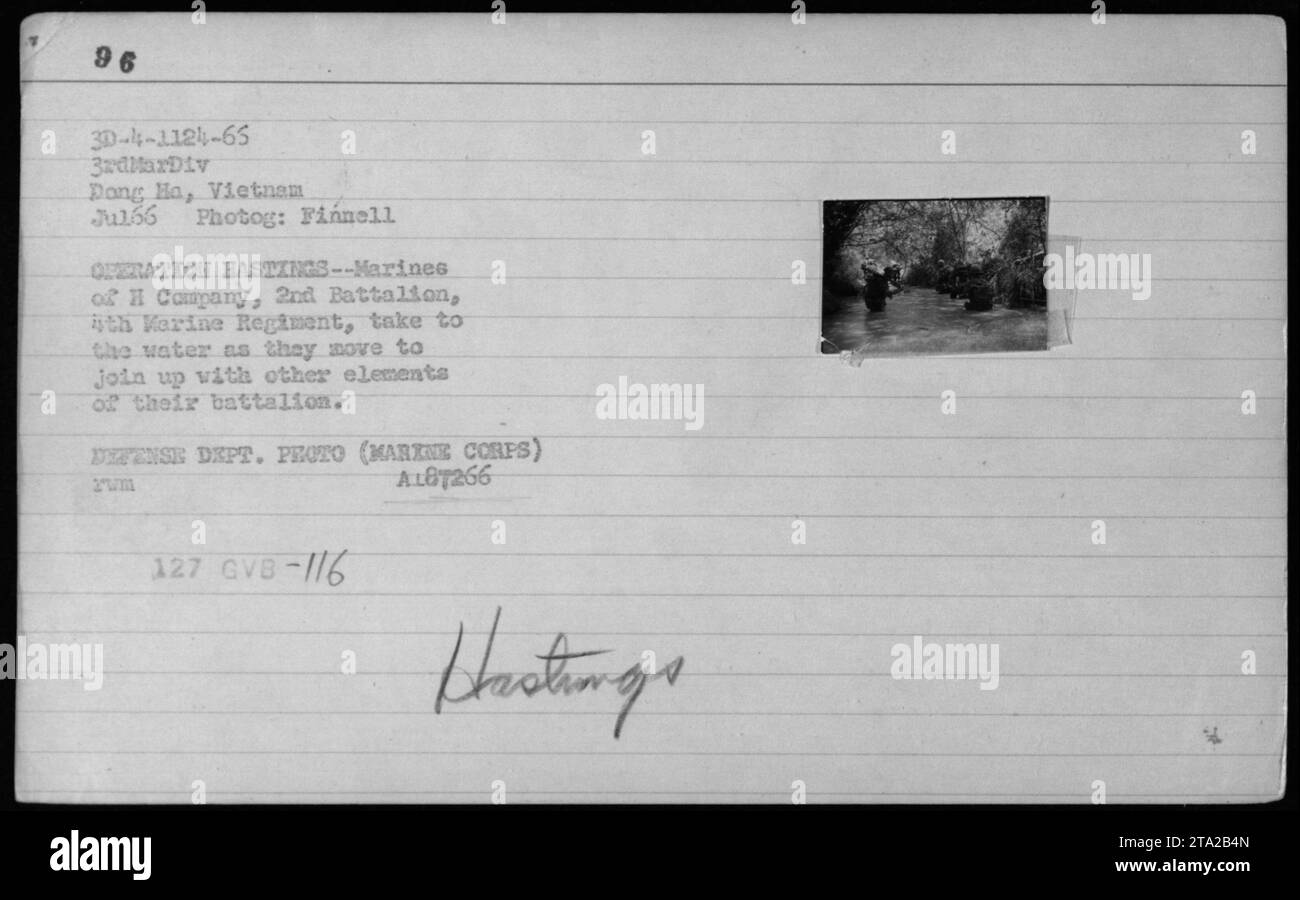 96
3D-4-1124-66
3rdMarDiv
Dong Ha, Vietnam
Jul66 Photog: Finnell
OPERATION HASTINGS--Marines
of H Company, 2nd Battalion,
4th Marine Regiment, take to
the water as they move to
join up with other elements
of their battalion.
DEFENSE DEPT. PHOTO (MARINE CORPS)
rwm A187266
127 GVB-116
Hastings
alamy
alamy
alamy
alamy
alamy
a a a a a
a a a a
a a a a
a a a a
a a a a
alamy
Image ID: 2TA2B4N
www.alamy.com